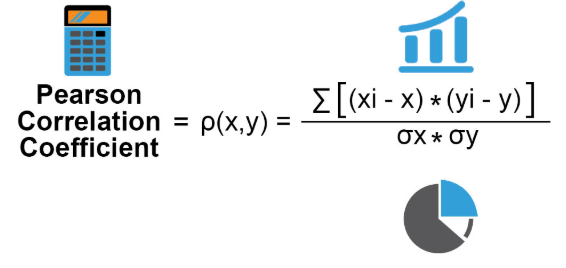 Pearson
Correlation
Coefficient
= ρ(x,y) =
∑[(xi - x) * (yi - y)]
σx * σy